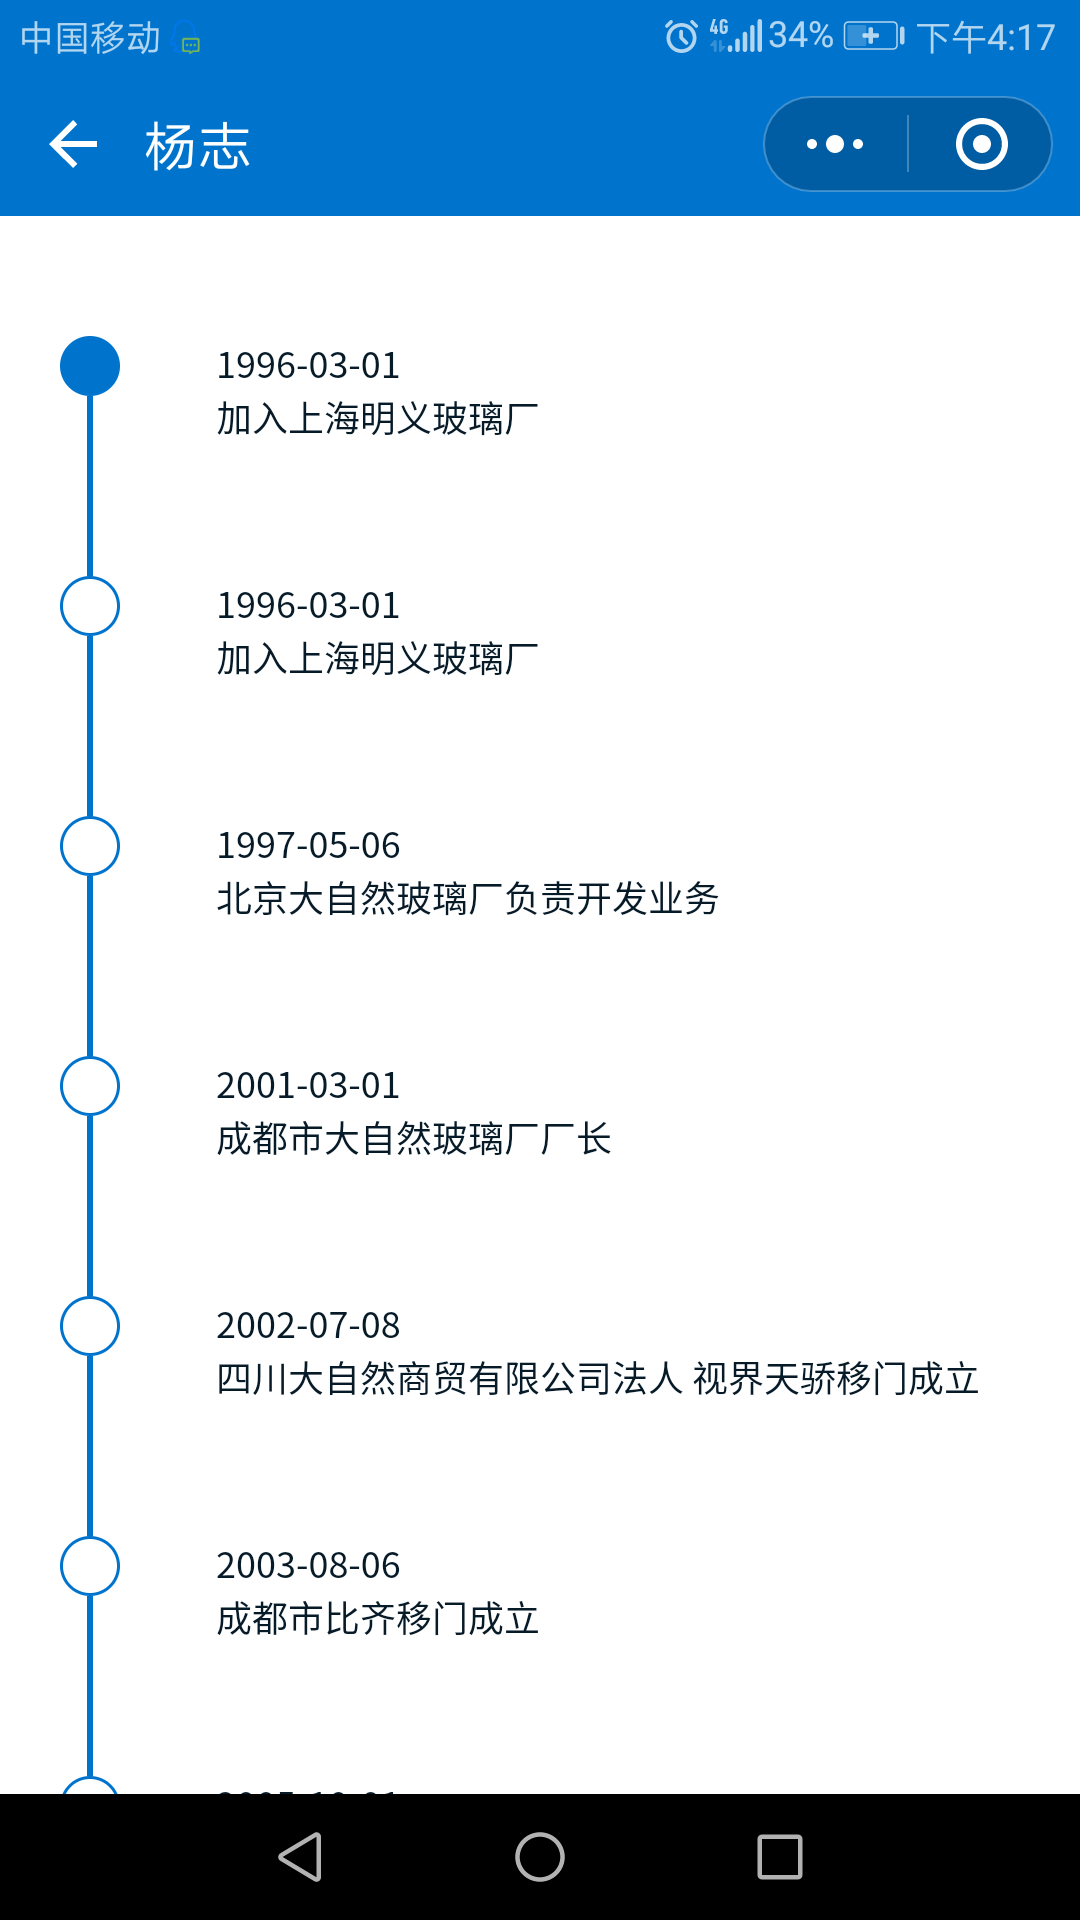 中国移动 4G 34% 下午4:17
杨志
1996-03-01
加入上海明义玻璃厂
1996-03-01
加入上海明义玻璃厂
1997-05-06
北京大自然玻璃厂负责开发业务
2001-03-01
成都市大自然玻璃厂厂长
2002-07-08
四川大自然商贸有限公司法人 视界天骄移门成立
2003-08-06
成都市比齐移门成立